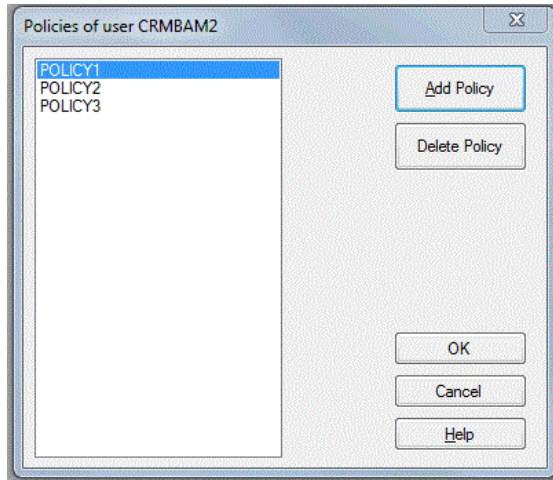 Policies of user CRMBAM2
POLICY1
POLICY2
POLICY3
Add Policy
Delete Policy
OK
Cancel
Help